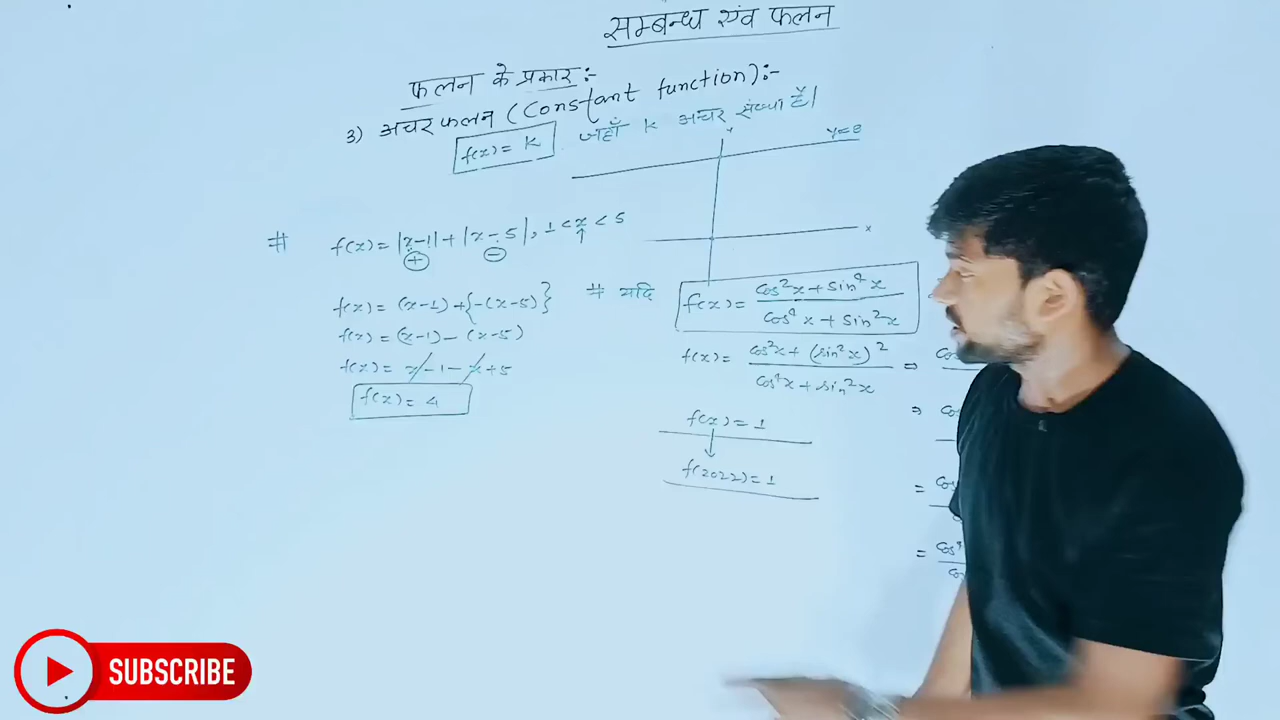 सम्बन्ध एंव फलन
फलन के प्रकार :-
3) अचर फलन (Constant function):-
f(x) = k जहाँ k अचर संख्या है।
y
x
# f(x) = |x-1| + |x-5|, 1 < x < 5
+ -
f(x) = (x-1) + {-(x-5)}
f(x) = (x-1) - (x-5)
f(x) = x - 1 - x + 5
f(x) = 4
# यदि f(x) = cos²x + sin⁴x / cos⁴x + sin²x
f(x) = cos²x + (sin²x)² / cos⁴x + sin²x ⇒
⇒
=
=
f(x) = 1
f(2022) = 1
SUBSCRIBE